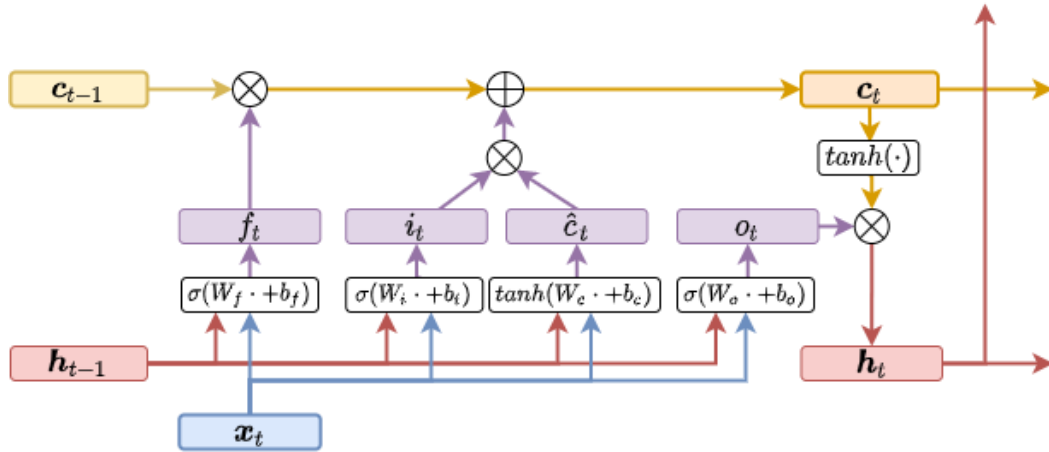 c_{t-1}
c_t
tanh(·)
f_t
i_t
ĉ_t
o_t
σ(W_f · +b_f)
σ(W_i · +b_i)
tanh(W_c · +b_c)
σ(W_o · +b_o)
h_{t-1}
h_t
x_t